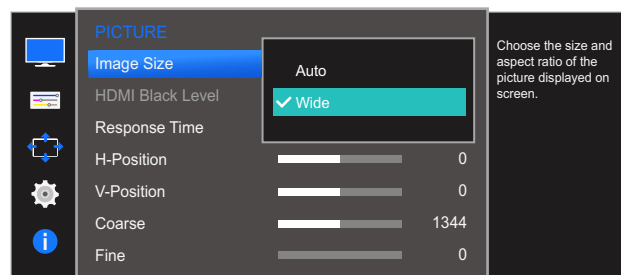 PICTURE
Image Size
Auto
Wide
HDMI Black Level
Response Time
H-Position 0
V-Position 0
Coarse 1344
Fine 0
Choose the size and
aspect ratio of the
picture displayed on
screen.